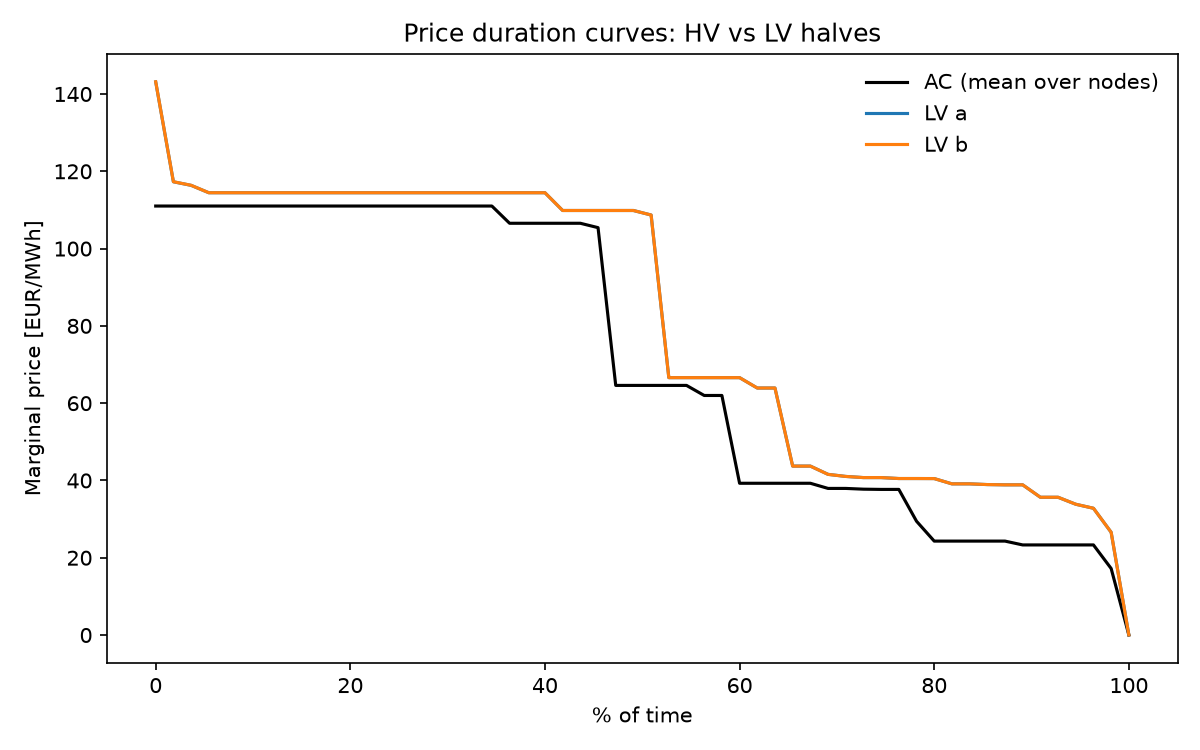 Price duration curves: HV vs LV halves
AC (mean over nodes)
LV a
LV b
Marginal price [EUR/MWh]
140
120
100
80
60
40
20
0
0 20 40 60 80 100
% of time